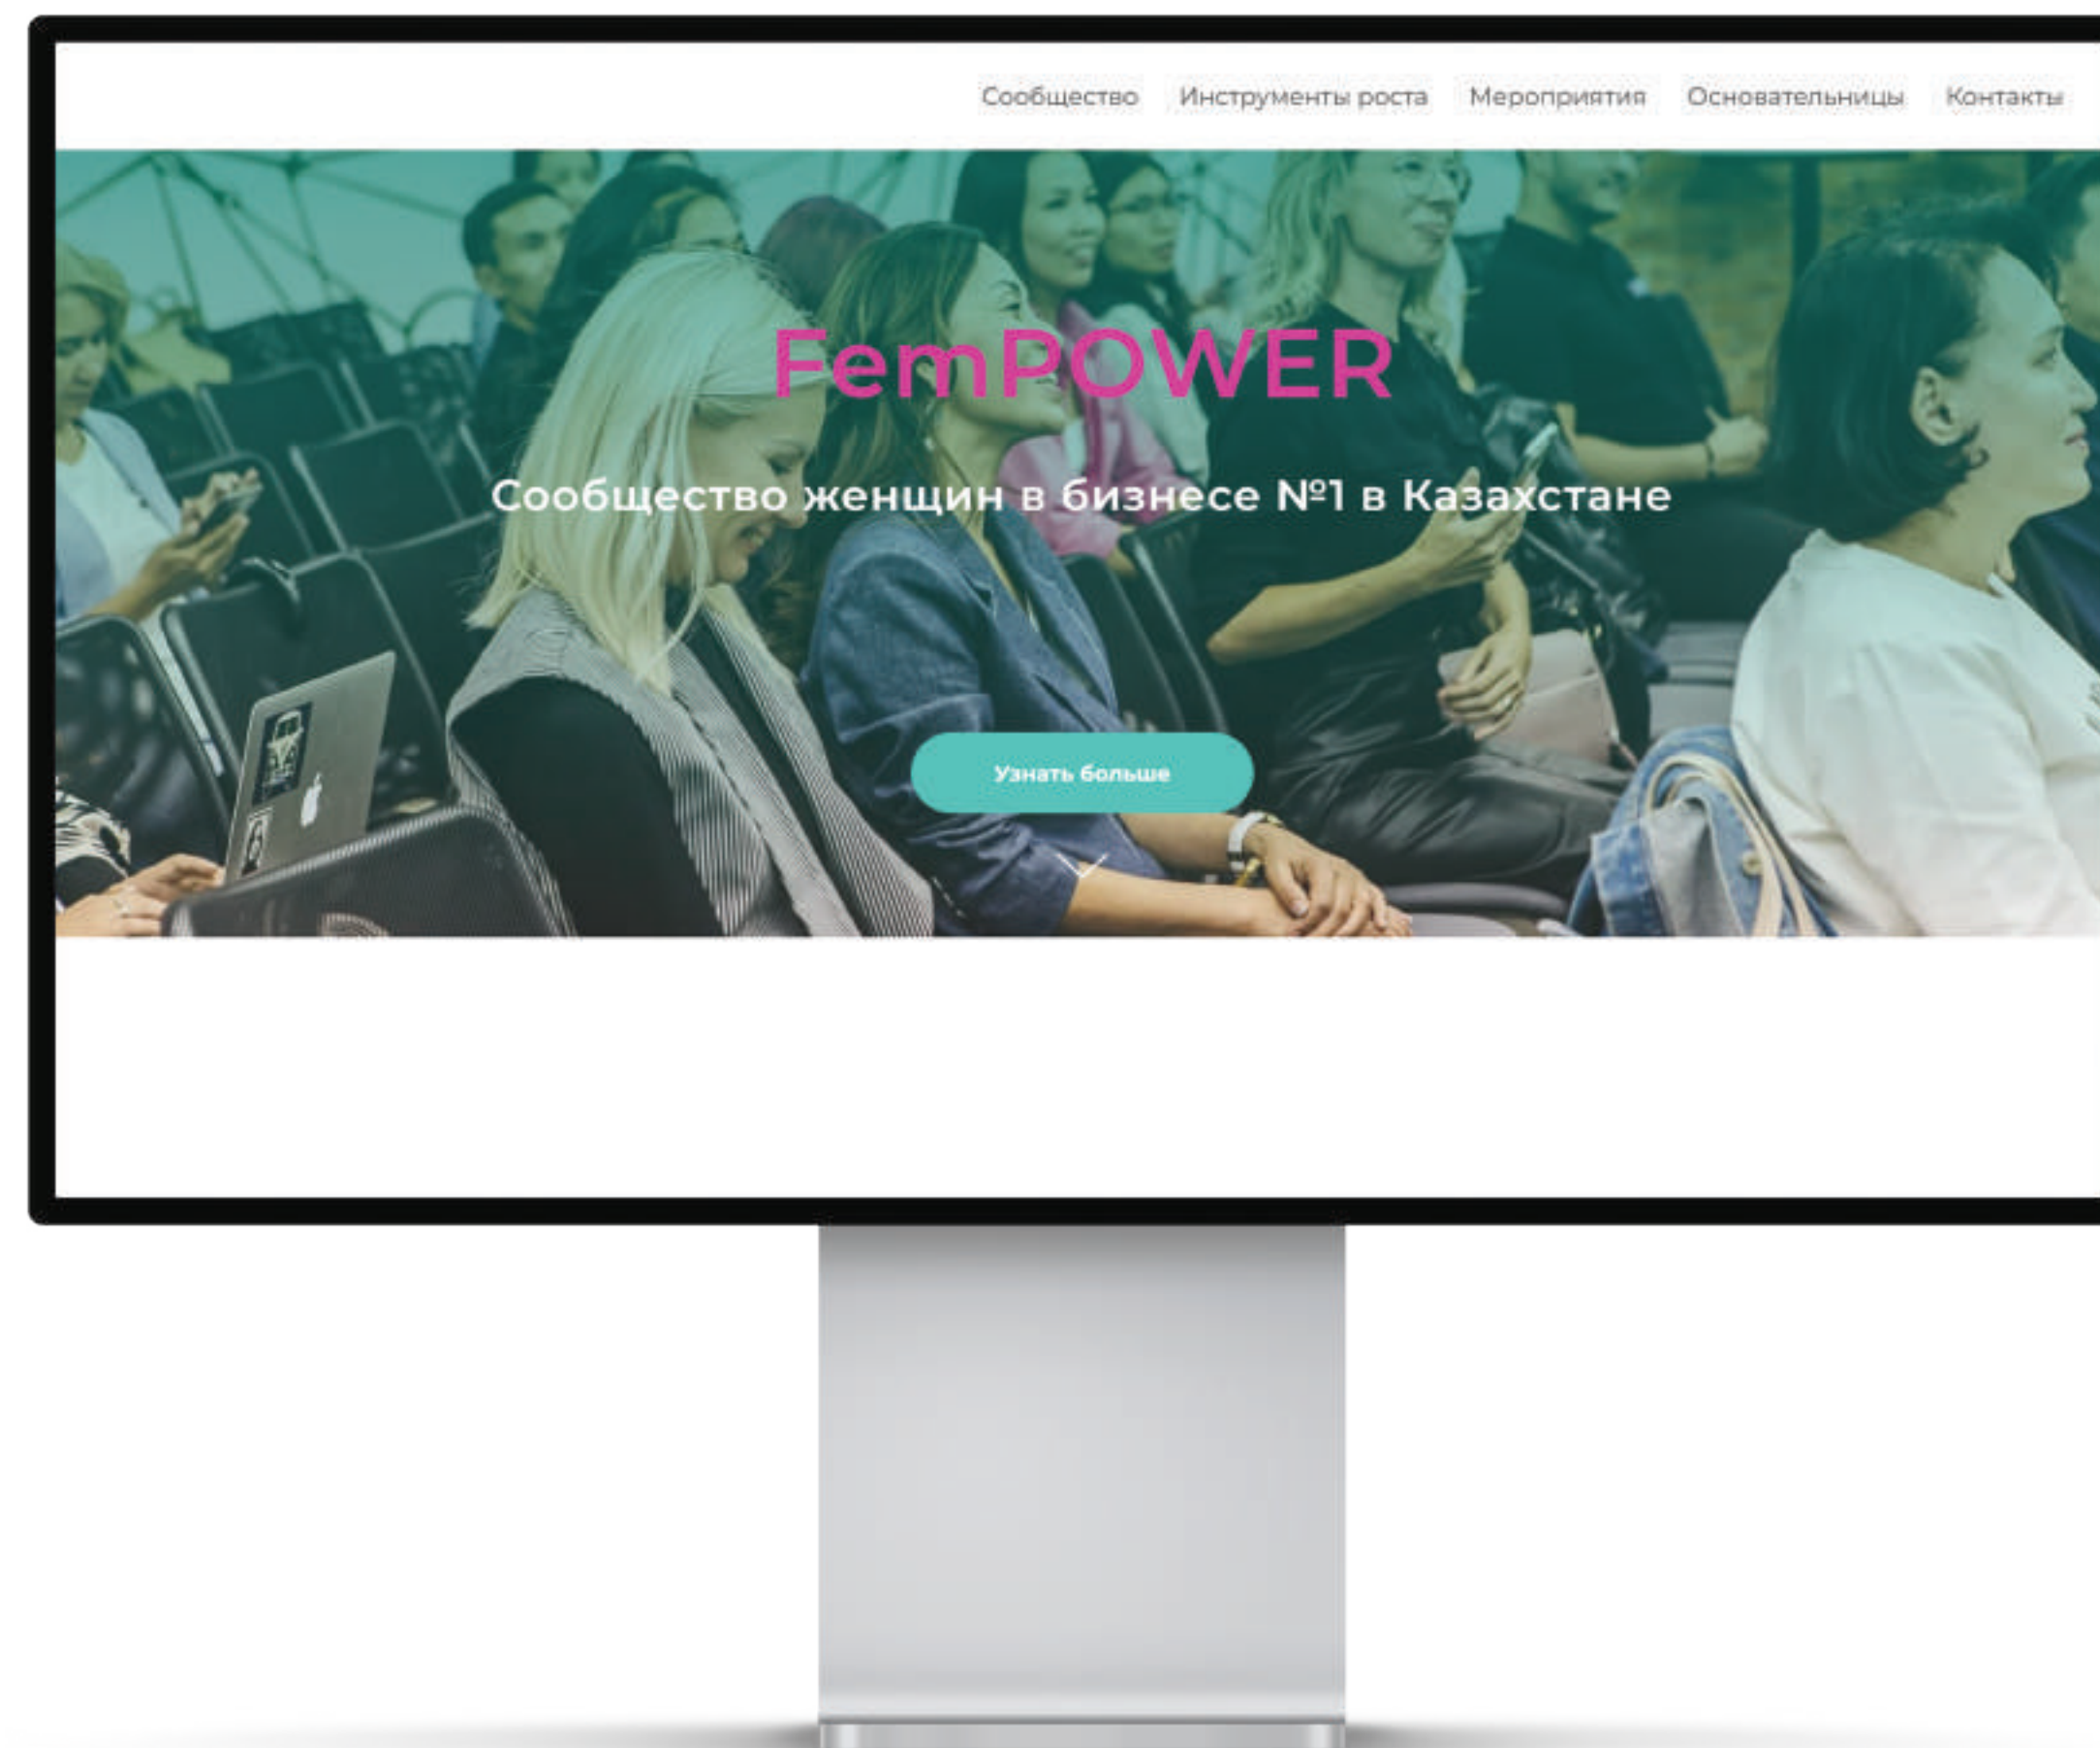 Сообщество Инструменты роста Мероприятия Основательницы Контакты
FemPOWER
Сообщество женщин в бизнесе №1 в Казахстане
Узнать больше